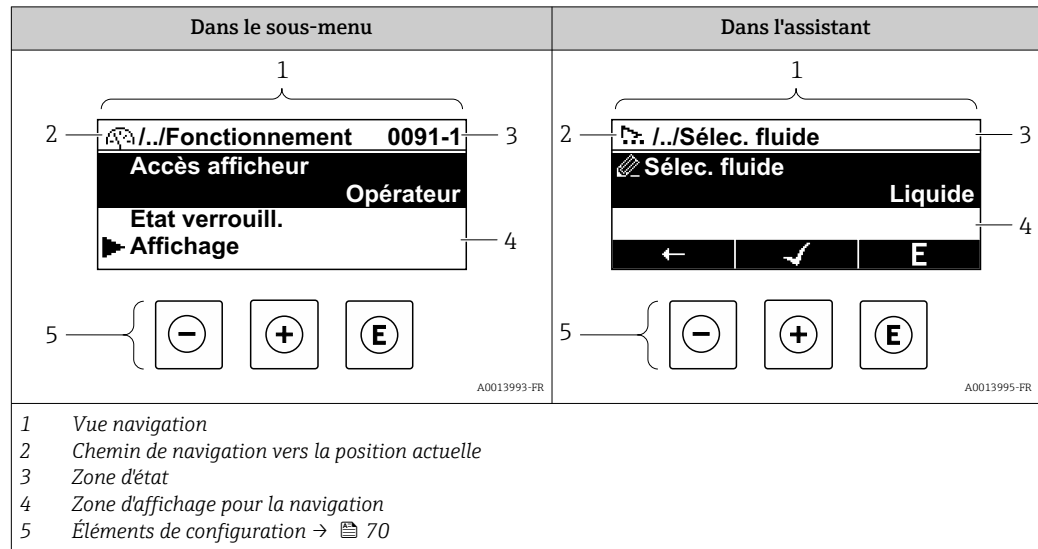 Dans le sous-menu
Dans l'assistant
1
2
/../Fonctionnement 0091-1
3
Accès afficheur
Opérateur
Etat verrouill.
Affichage
4
5
- + E
A0013993-FR
1
2
/../Sélec. fluide
3
Sélec. fluide
Liquide
4
← ✓ E
5
- + E
A0013995-FR
1 Vue navigation
2 Chemin de navigation vers la position actuelle
3 Zone d'état
4 Zone d'affichage pour la navigation
5 Éléments de configuration → 70